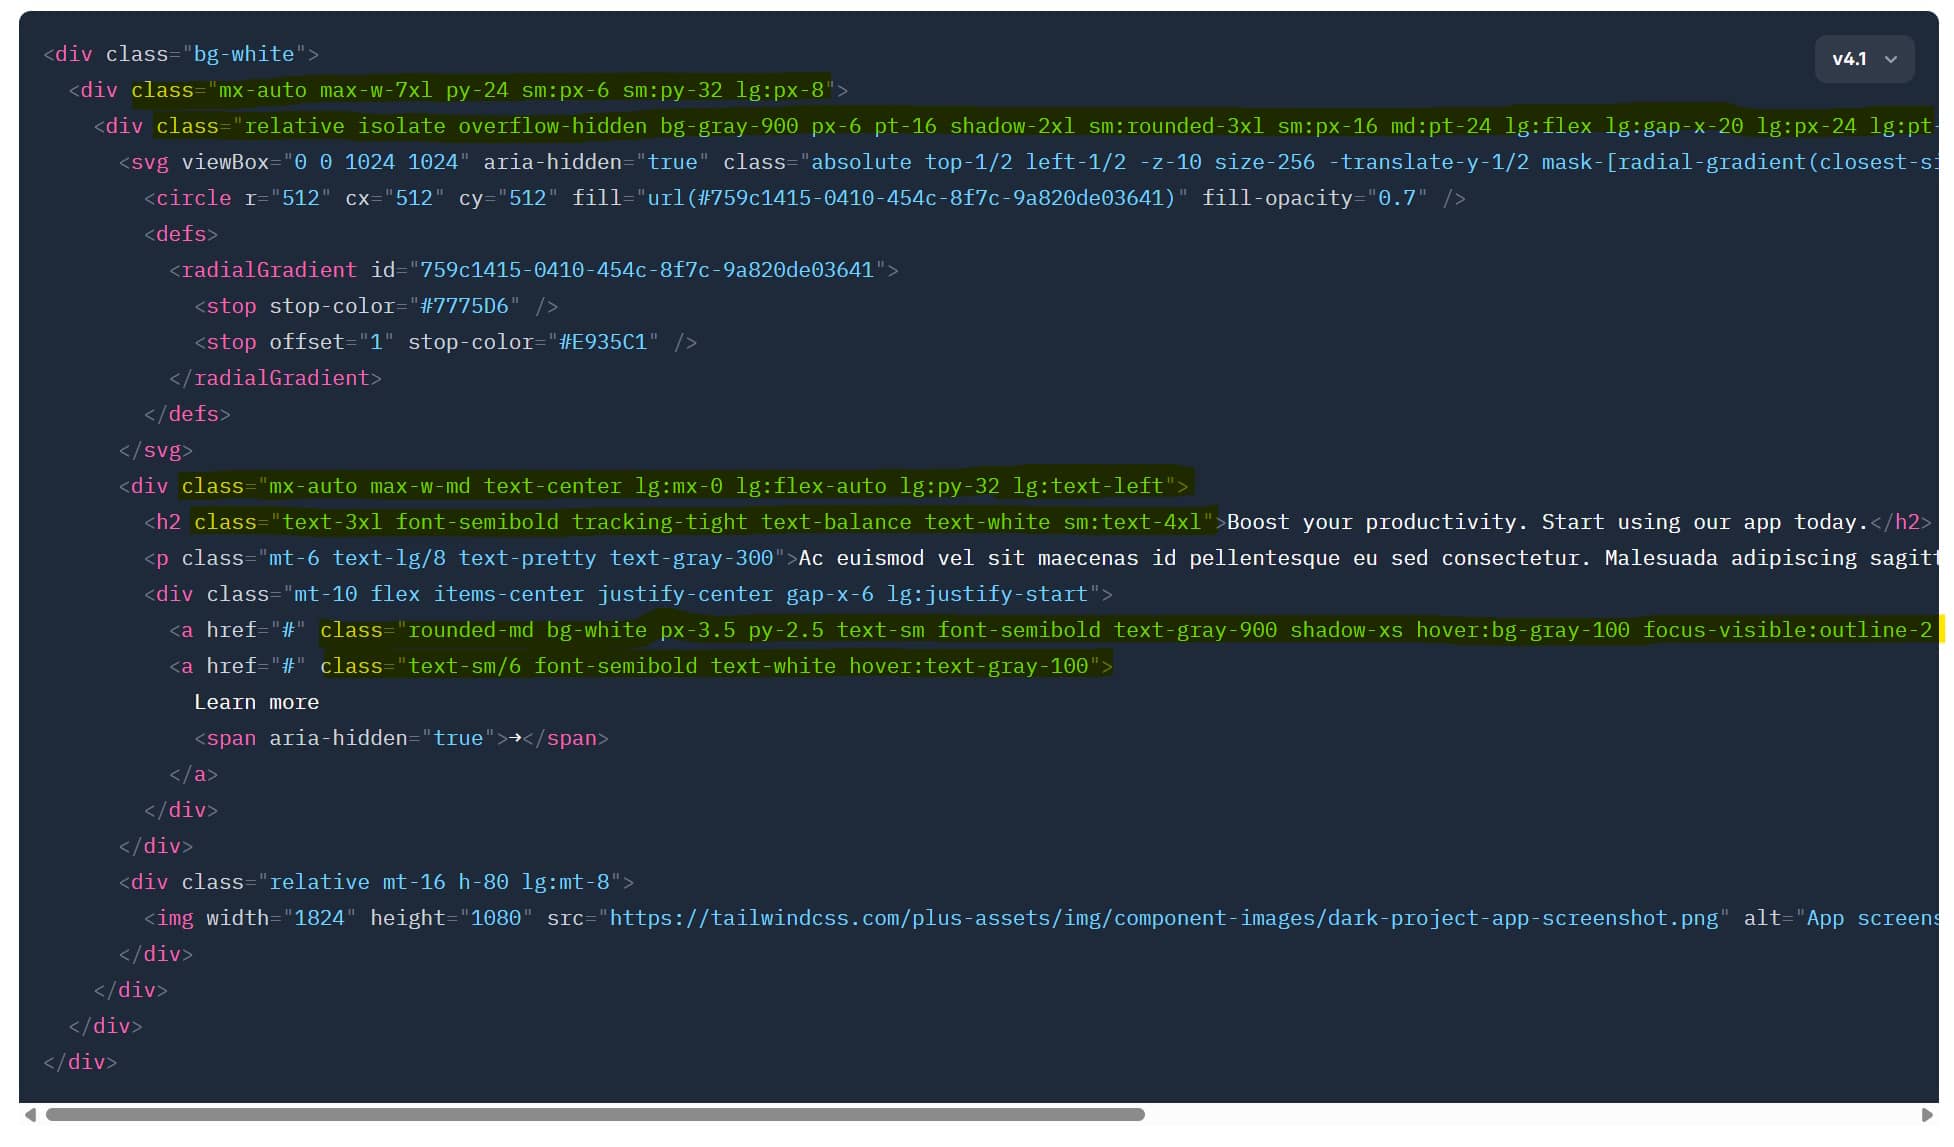 <div class="bg-white">
v4.1
<div class="mx-auto max-w-7xl py-24 sm:px-6 sm:py-32 lg:px-8">
<div class="relative isolate overflow-hidden bg-gray-900 px-6 pt-16 shadow-2xl sm:rounded-3xl sm:px-16 md:pt-24 lg:flex lg:gap-x-20 lg:px-24 lg:pt-
<svg viewBox="0 0 1024 1024" aria-hidden="true" class="absolute top-1/2 left-1/2 -z-10 size-256 -translate-y-1/2 mask-[radial-gradient(closest-si
<circle r="512" cx="512" cy="512" fill="url(#759c1415-0410-454c-8f7c-9a820de03641)" fill-opacity="0.7" />
<defs>
<radialGradient id="759c1415-0410-454c-8f7c-9a820de03641">
<stop stop-color="#7775D6" />
<stop offset="1" stop-color="#E935C1" />
</radialGradient>
</defs>
</svg>
<div class="mx-auto max-w-md text-center lg:mx-0 lg:flex-auto lg:py-32 lg:text-left">
<h2 class="text-3xl font-semibold tracking-tight text-balance text-white sm:text-4xl">Boost your productivity. Start using our app today.</h2>
<p class="mt-6 text-lg/8 text-pretty text-gray-300">Ac euismod vel sit maecenas id pellentesque eu sed consectetur. Malesuada adipiscing sagitt
<div class="mt-10 flex items-center justify-center gap-x-6 lg:justify-start">
<a href="#" class="rounded-md bg-white px-3.5 py-2.5 text-sm font-semibold text-gray-900 shadow-xs hover:bg-gray-100 focus-visible:outline-2
<a href="#" class="text-sm/6 font-semibold text-white hover:text-gray-100">
Learn more
<span aria-hidden="true">→</span>
</a>
</div>
</div>
<div class="relative mt-16 h-80 lg:mt-8">
<img width="1824" height="1080" src="https://tailwindcss.com/plus-assets/img/component-images/dark-project-app-screenshot.png" alt="App screens
</div>
</div>
</div>
</div>